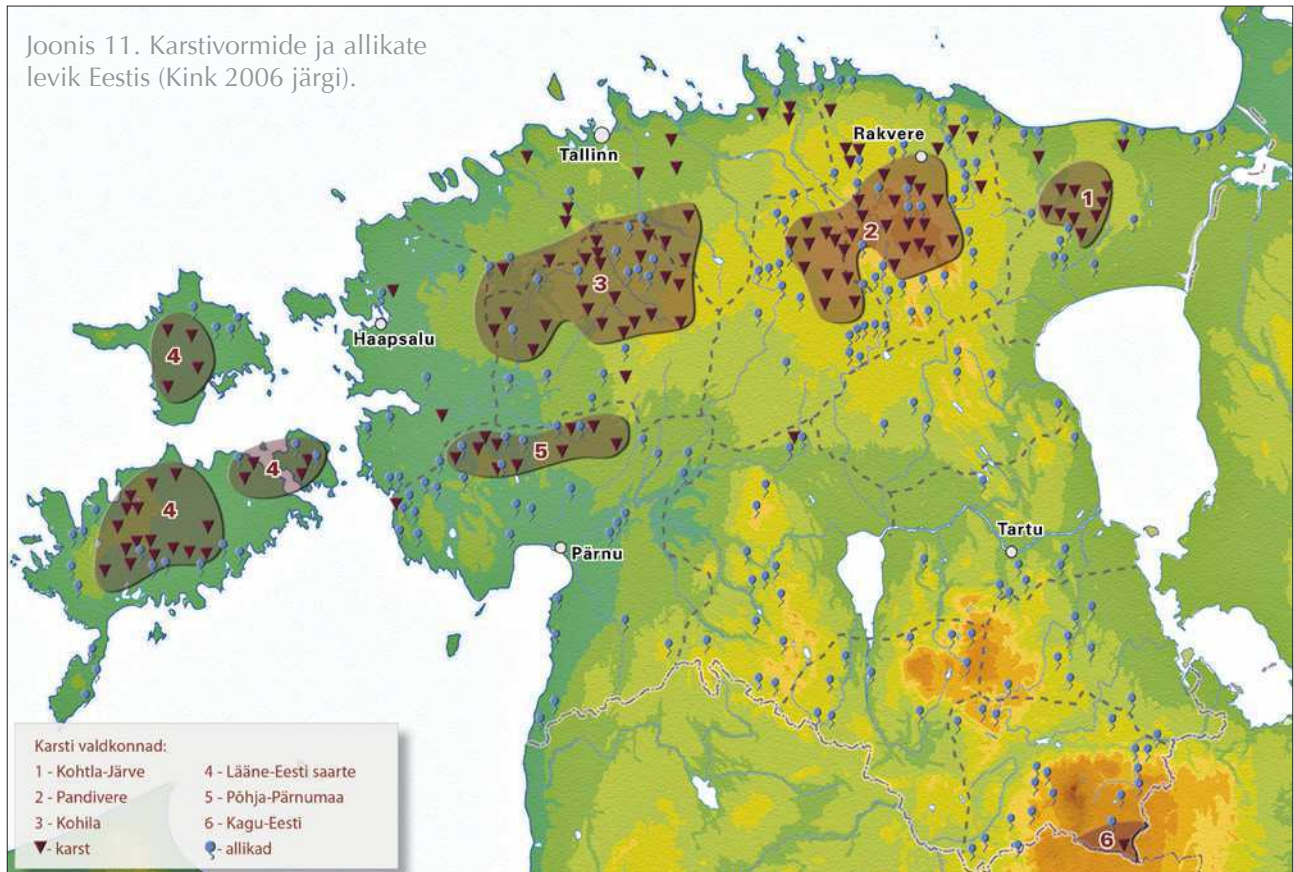 Joonis 11. Karstivormide ja allikate
levik Eestis (Kink 2006 järgi).
Rakvere
Tallinn
1
2
3
Haapsalu
4
5
4
4
Tartu
Pärnu
6
Karsti valdkonnad:
1 - Kohtla-Järve
2 - Pandivere
3 - Kohila
▼- karst
4 - Lääne-Eesti saarte
5 - Põhja-Pärnumaa
6 - Kagu-Eesti
- allikad